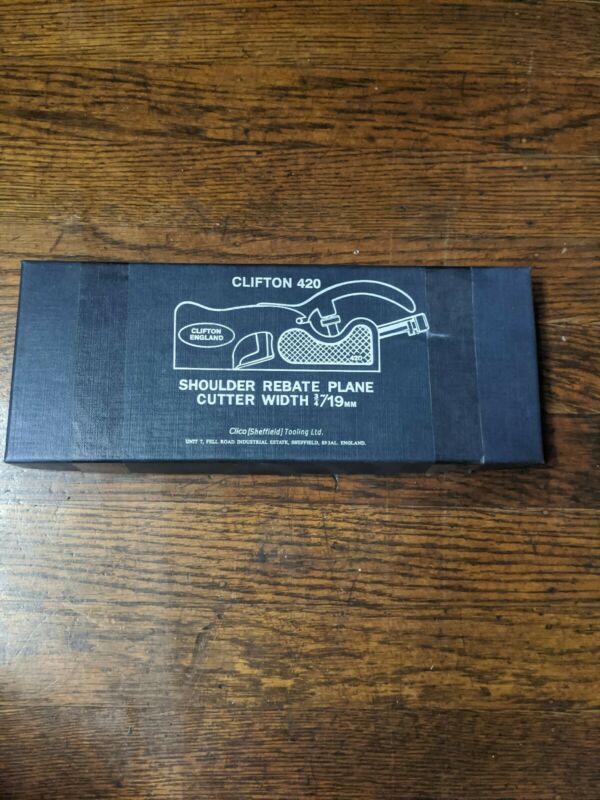 CLIFTON 420
CLIFTON
ENGLAND
420
SHOULDER REBATE PLANE
CUTTER WIDTH ¾"/19MM
Clico (Sheffield) Tooling Ltd.
UNIT 7, FELL ROAD INDUSTRIAL ESTATE, SHEFFIELD, S9 2AL. ENGLAND.